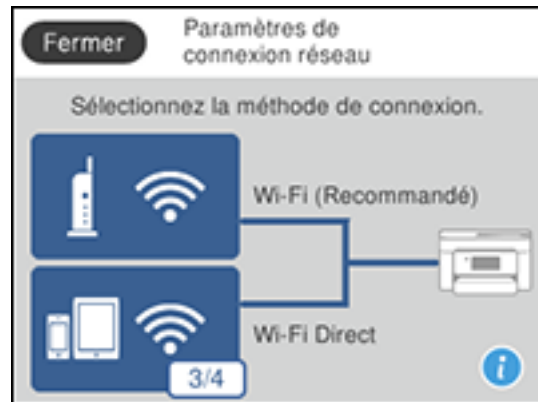 Fermer
Paramètres de
connexion réseau
Sélectionnez la méthode de connexion.
Wi-Fi (Recommandé)
Wi-Fi Direct
3/4
i